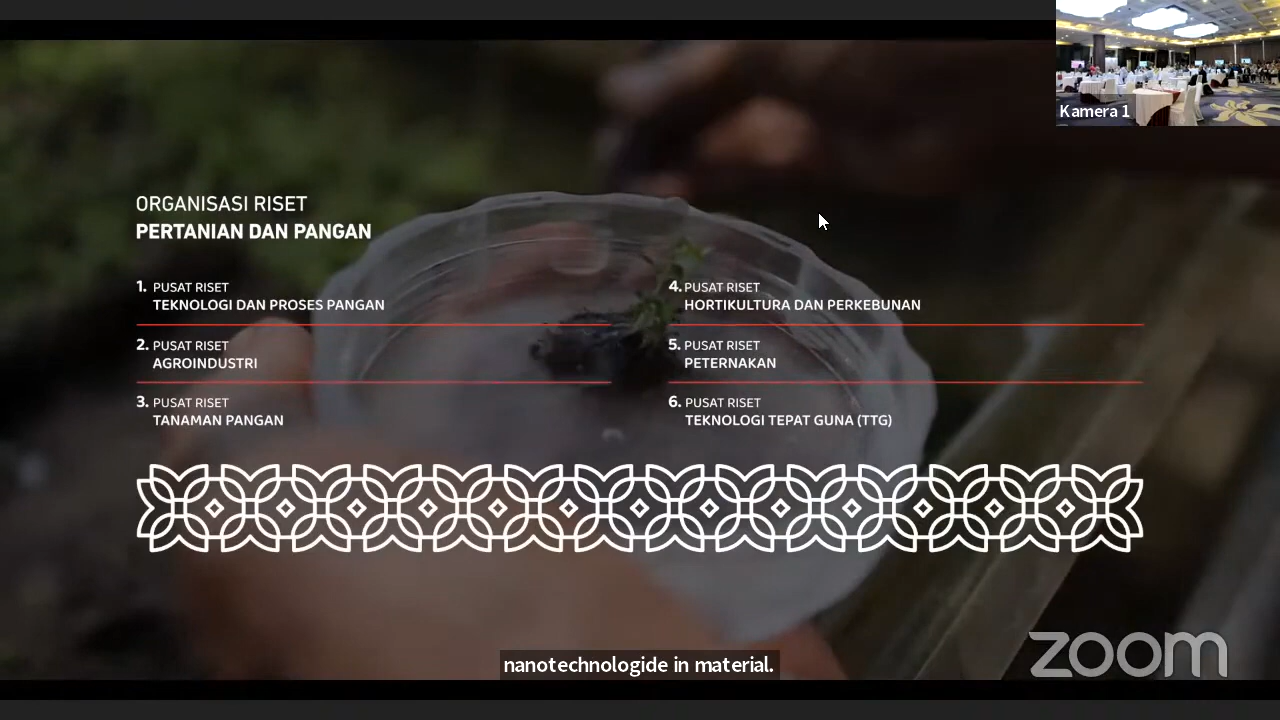 Kamera 1
ORGANISASI RISET
PERTANIAN DAN PANGAN
1. PUSAT RISET
TEKNOLOGI DAN PROSES PANGAN
2. PUSAT RISET
AGROINDUSTRI
3. PUSAT RISET
TANAMAN PANGAN
4. PUSAT RISET
HORTIKULTURA DAN PERKEBUNAN
5. PUSAT RISET
PETERNAKAN
6. PUSAT RISET
TEKNOLOGI TEPAT GUNA (TTG)
nanotechnologide in material.
zoom